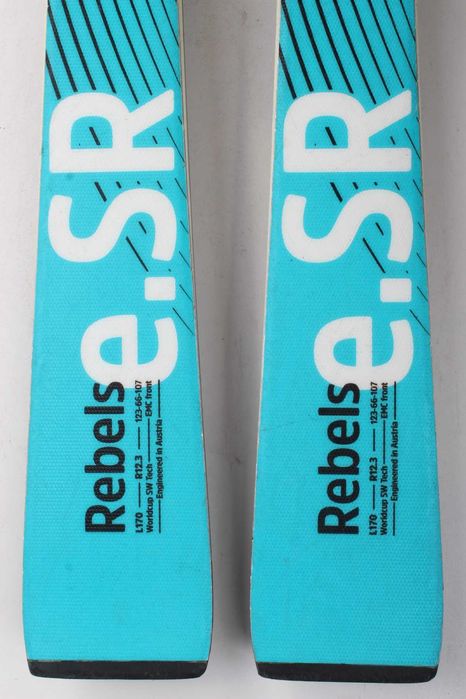 e.SR
Rebels
L170 —— R12.3 —— 123-66-107
Worldcup SW Tech —— EMC front
Engineered in Austria
e.SR
Rebels
L170 —— R12.3 —— 123-66-107
Worldcup SW Tech —— EMC front
Engineered in Austria